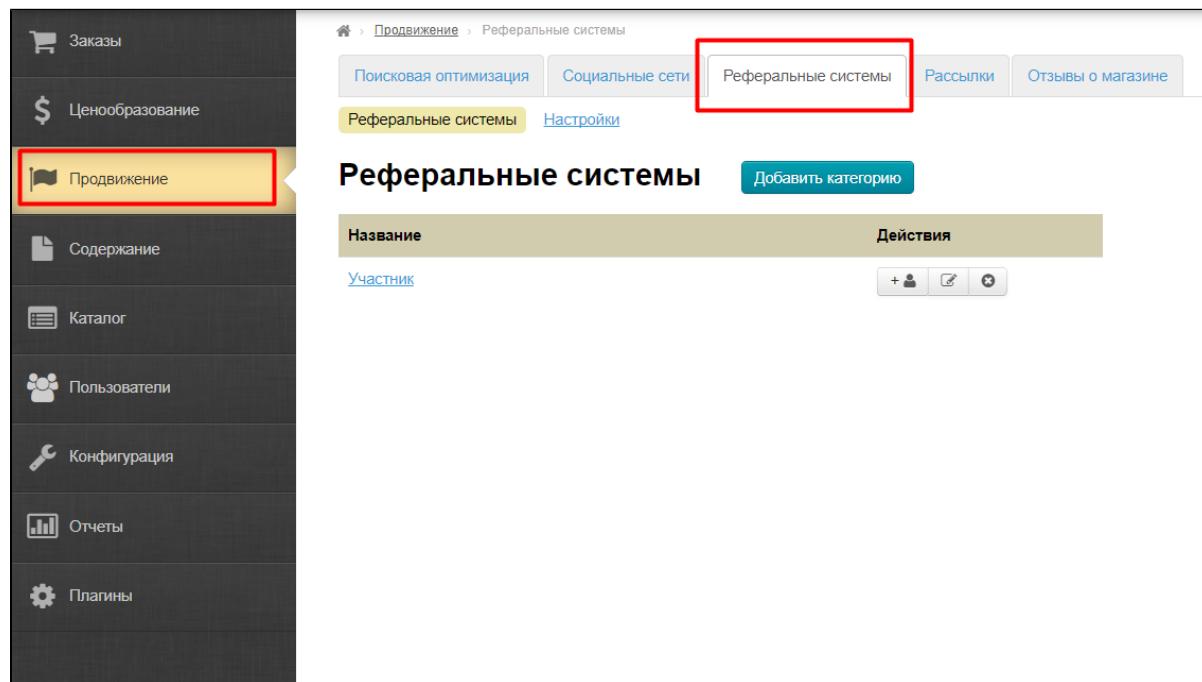 Заказы
Ценообразование
Продвижение
Содержание
Каталог
Пользователи
Конфигурация
Отчеты
Плагины
› Продвижение › Реферальные системы
Поисковая оптимизация Социальные сети Реферальные системы Рассылки Отзывы о магазине
Реферальные системы Настройки
Реферальные системы Добавить категорию
Название Действия
Участник +